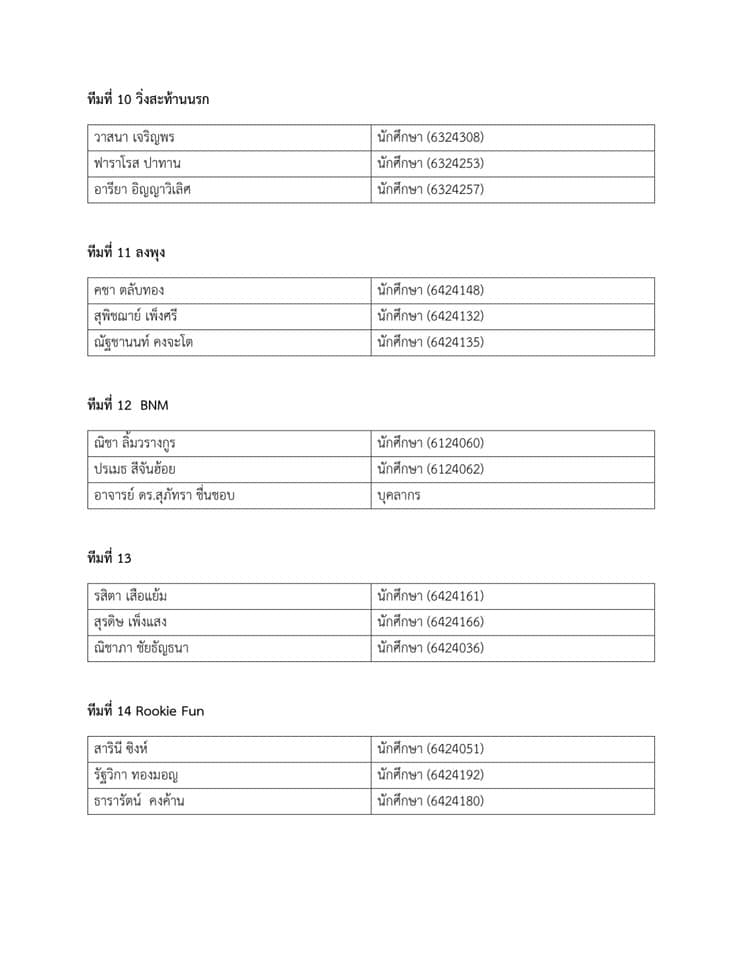 ทีมที่ 10 วิ่งสะท้านนรก
วาสนา เจริญพร นักศึกษา (6324308)
ฟาราโรส ปาทาน นักศึกษา (6324253)
อารียา อิญญาวิเลิศ นักศึกษา (6324257)
ทีมที่ 11 ลงพุง
คชา ตลับทอง นักศึกษา (6424148)
สุพิชฌาย์ เพ็งศรี นักศึกษา (6424132)
ณัฐชานนท์ คงจะโต นักศึกษา (6424135)
ทีมที่ 12 BNM
ณิชา ลิ้มวรางกูร นักศึกษา (6124060)
ปรเมธ สีจันฮ้อย นักศึกษา (6124062)
อาจารย์ ดร.สุภัทรา ชื่นชอบ บุคลากร
ทีมที่ 13
รสิตา เสือแย้ม นักศึกษา (6424161)
สุรดิษ เพ็งแสง นักศึกษา (6424166)
ณิชาภา ชัยธัญธนา นักศึกษา (6424036)
ทีมที่ 14 Rookie Fun
สารินี ซิงห์ นักศึกษา (6424051)
รัฐวิกา ทองมอญ นักศึกษา (6424192)
ธารารัตน์ คงค้าน นักศึกษา (6424180)